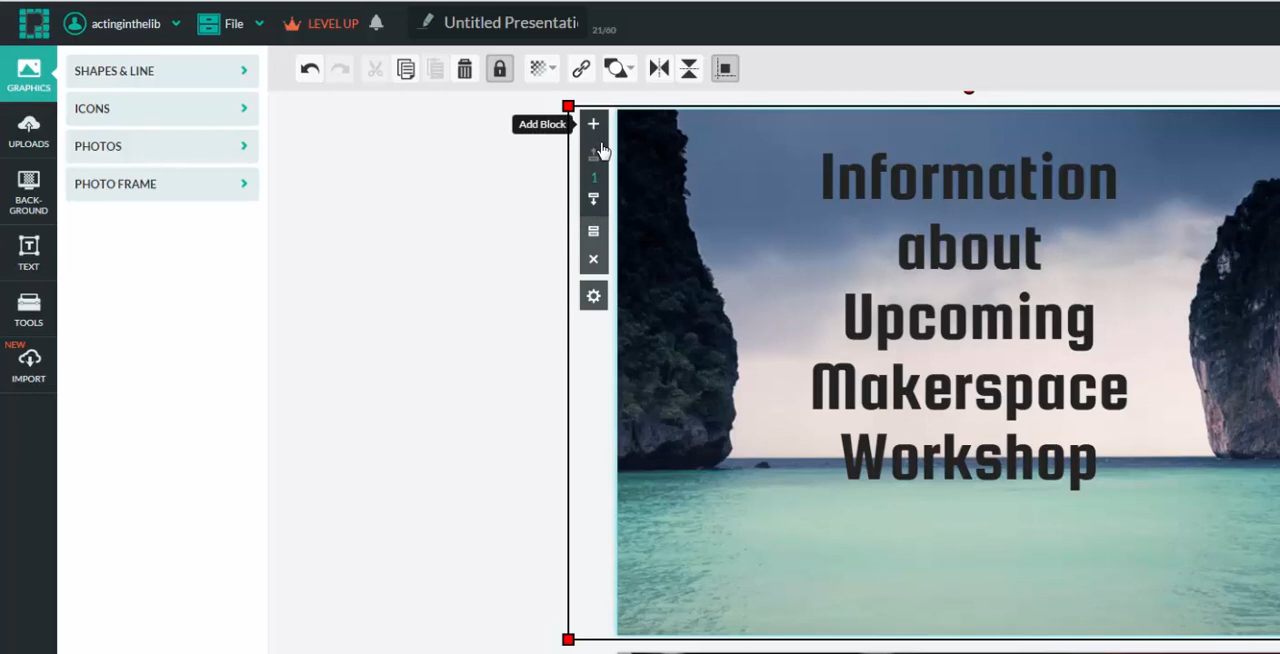 actinginthelib
File
LEVEL UP
Untitled Presentati
21/60
GRAPHICS
UPLOADS
BACK-
GROUND
TEXT
TOOLS
NEW
IMPORT
SHAPES & LINE
ICONS
PHOTOS
PHOTO FRAME
Add Block
1
Information
about
Upcoming
Makerspace
Workshop